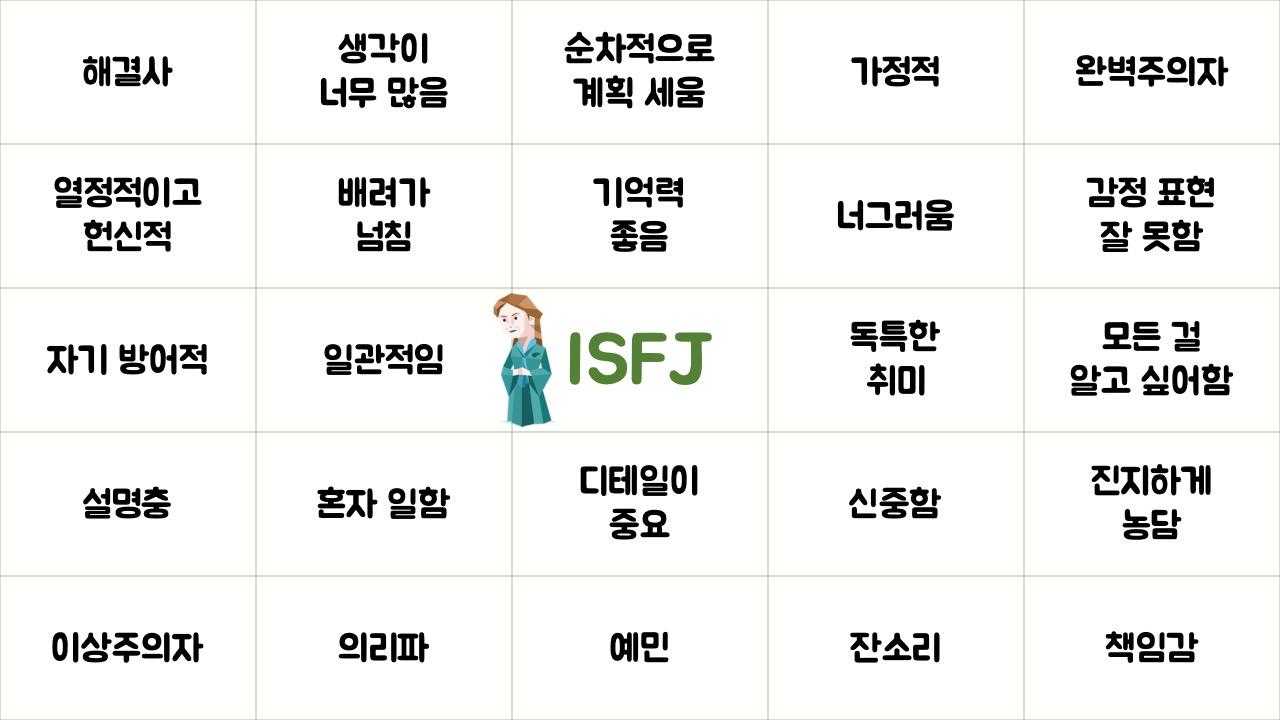 해결사
생각이
너무 많음
순차적으로
계획 세움
가정적
완벽주의자
열정적이고
헌신적
배려가
넘침
기억력
좋음
너그러움
감정 표현
잘 못함
자기 방어적
일관적임
ISFJ
독특한
취미
모든 걸
알고 싶어함
설명충
혼자 일함
디테일이
중요
신중함
진지하게
농담
이상주의자
의리파
예민
잔소리
책임감